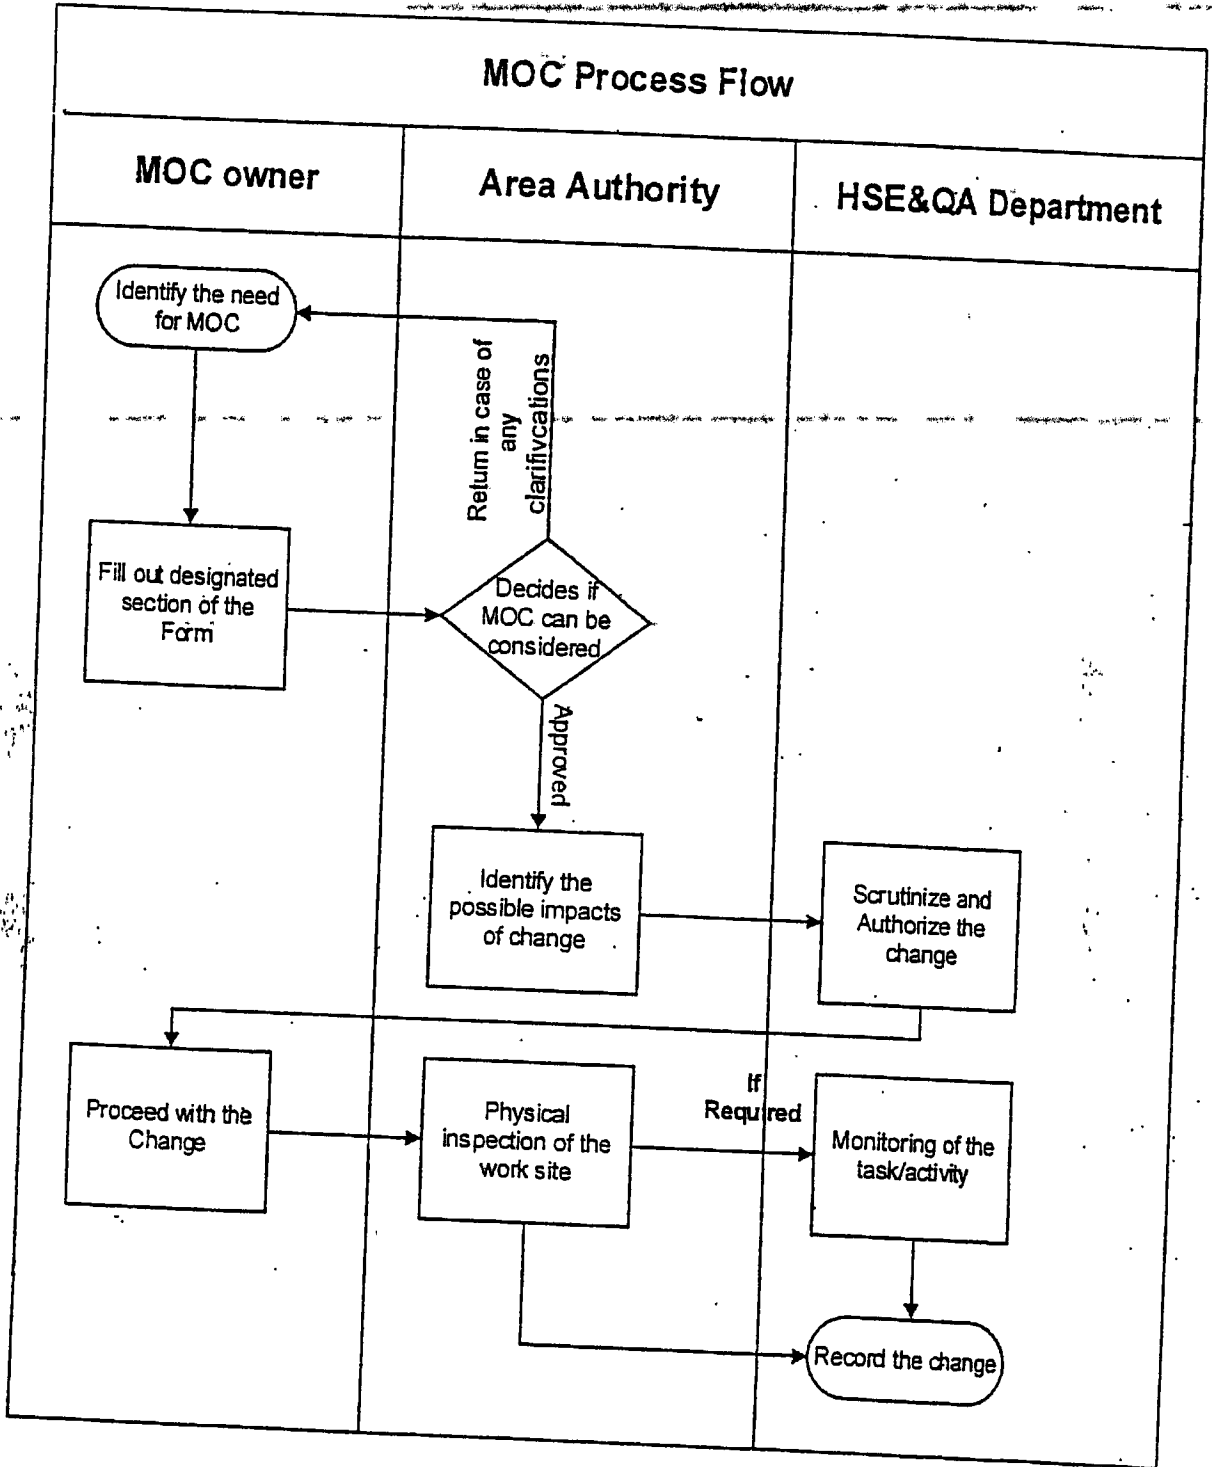 MOC Process Flow
MOC owner
Area Authority
HSE&QA Department
Identify the need
for MOC
Return in case of
any
clarifivcations
Fill out designated
section of the
Form
Decides if
MOC can be
considered
Approved
Identify the
possible impacts
of change
Scrutinize and
Authorize the
change
Proceed with the
Change
Physical
inspection of the
work site
If
Required
Monitoring of the
task/activity
Record the change